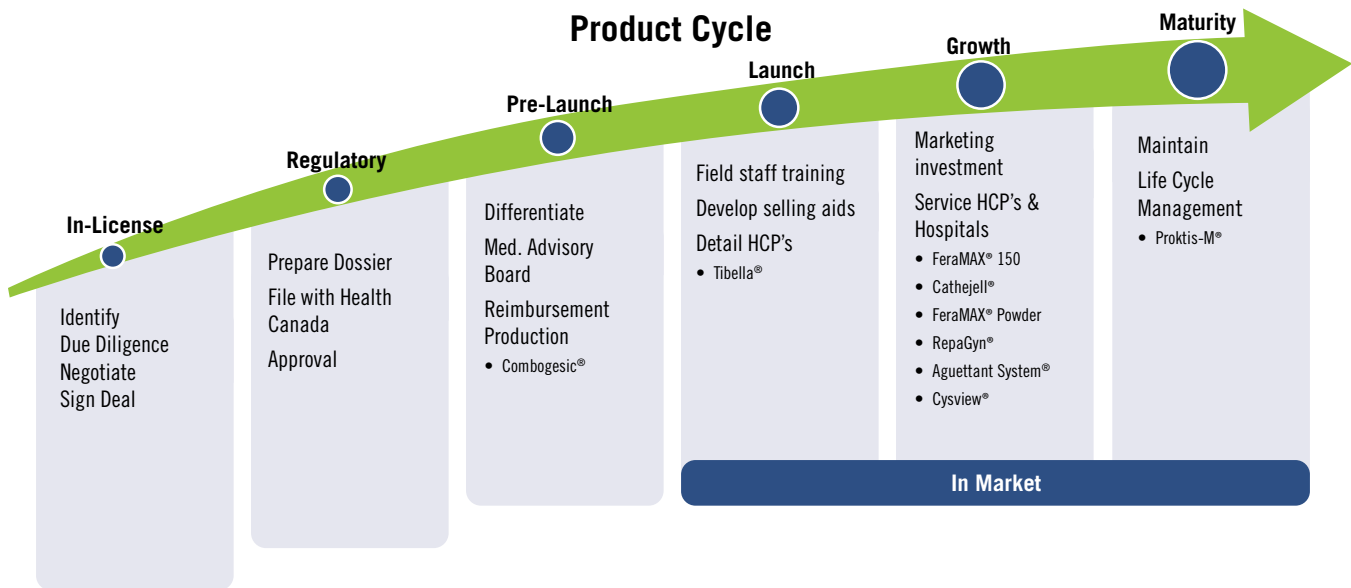 Product Cycle
In-License
Identify
Due Diligence
Negotiate
Sign Deal
Regulatory
Prepare Dossier
File with Health
Canada
Approval
Pre-Launch
Differentiate
Med. Advisory
Board
Reimbursement
Production
• Combogesic®
Launch
Field staff training
Develop selling aids
Detail HCP's
• Tibella®
Growth
Marketing
investment
Service HCP's &
Hospitals
• FeraMAX® 150
• Cathejell®
• FeraMAX® Powder
• RepaGyn®
• Aguettant System®
• Cysview®
Maturity
Maintain
Life Cycle
Management
• Proktis-M®
In Market